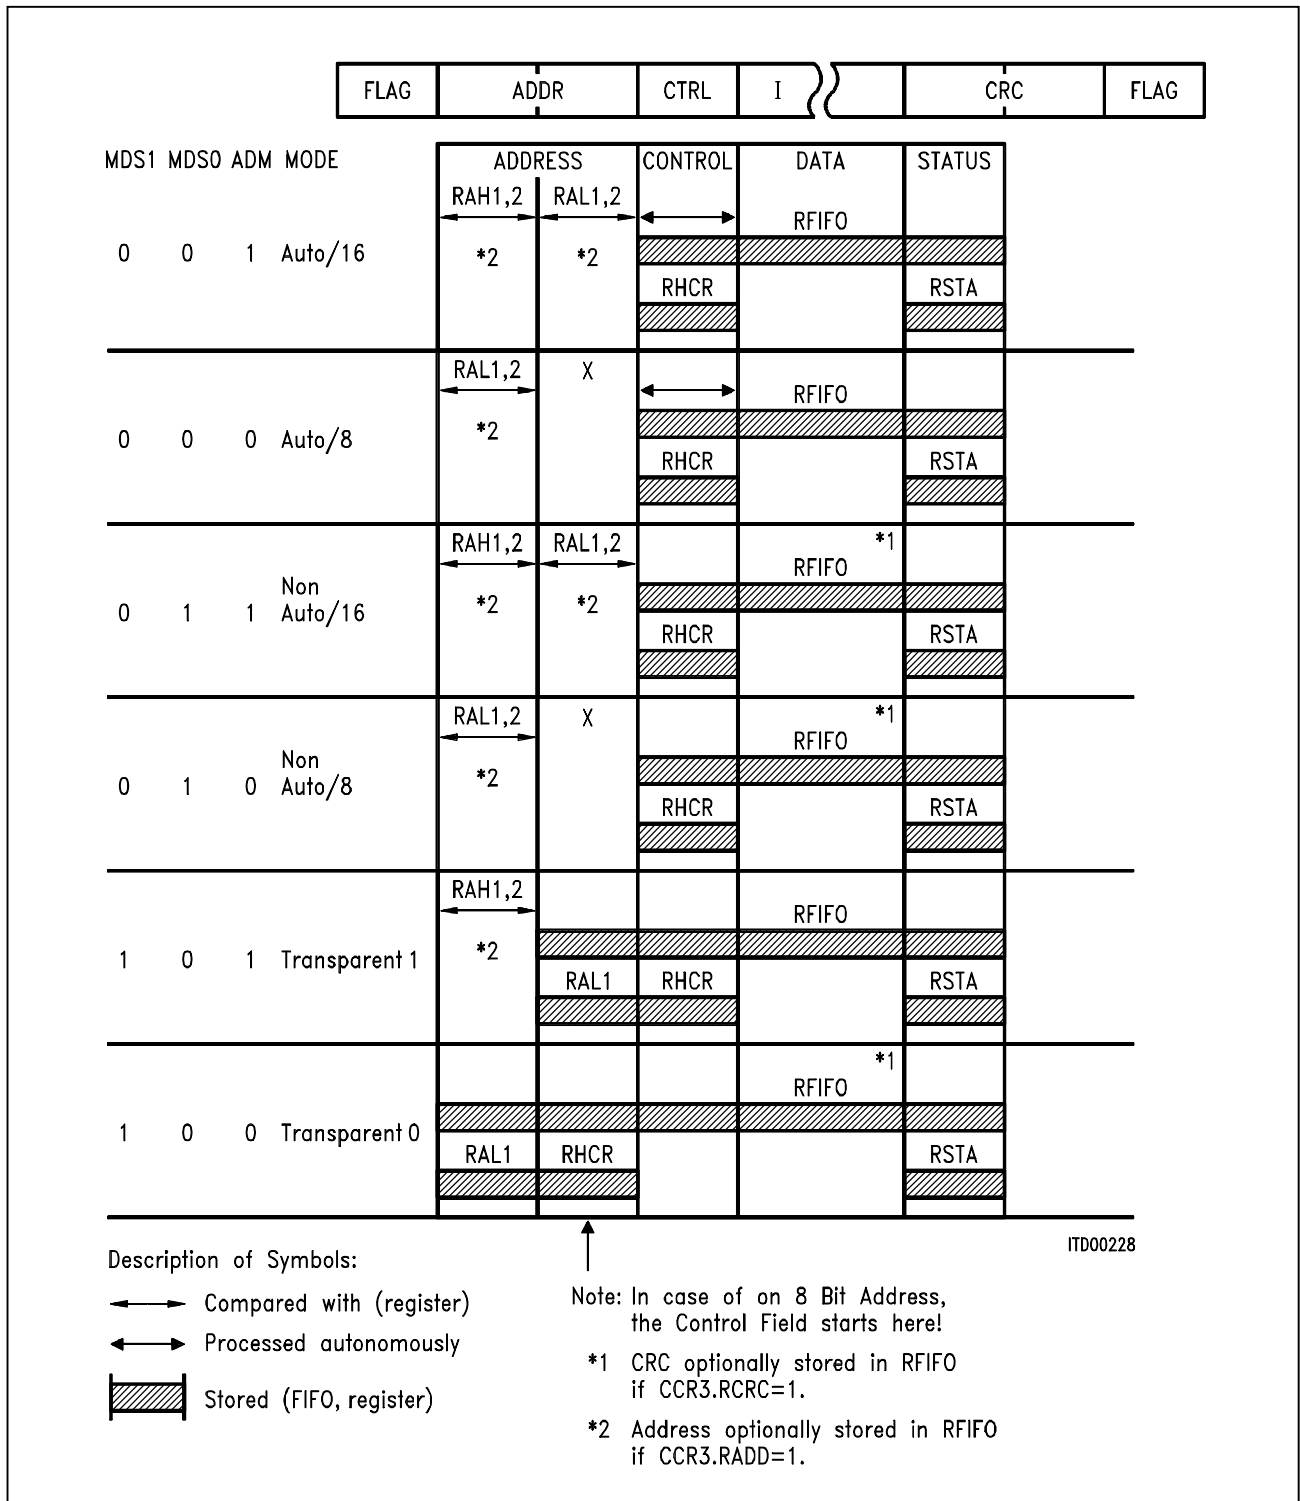 FLAG ADDR CTRL I CRC FLAG
MDS1 MDS0 ADM MODE ADDRESS CONTROL DATA STATUS
RAH1,2 RAL1,2 RFIFO
0 0 1 Auto/16 *2 *2
RHCR RSTA
RAL1,2 X RFIFO
0 0 0 Auto/8 *2
RHCR RSTA
RAH1,2 RAL1,2 *1
RFIFO
Non
0 1 1 Auto/16 *2 *2
RHCR RSTA
RAL1,2 X *1
RFIFO
Non
0 1 0 Auto/8 *2
RHCR RSTA
RAH1,2 RFIFO
1 0 1 Transparent 1 *2
RAL1 RHCR RSTA
*1
RFIFO
1 0 0 Transparent 0
RAL1 RHCR RSTA
ITD00228
Description of Symbols:
Compared with (register)
Processed autonomously
Stored (FIFO, register)
Note: In case of on 8 Bit Address,
the Control Field starts here!
*1 CRC optionally stored in RFIFO
if CCR3.RCRC=1.
*2 Address optionally stored in RFIFO
if CCR3.RADD=1.